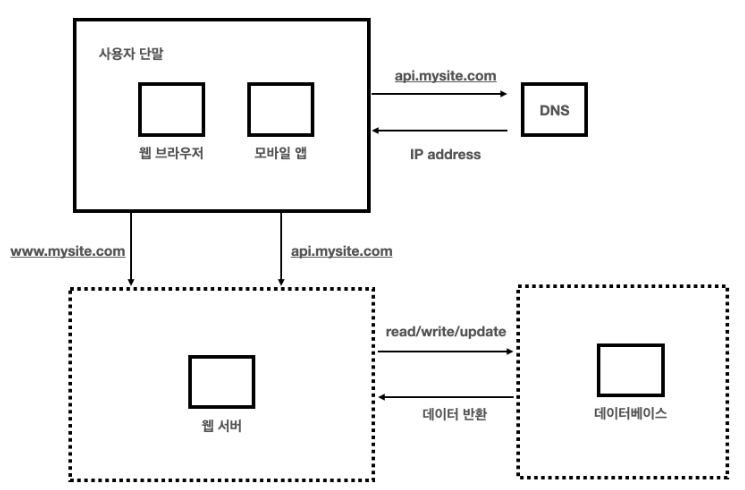 사용자 단말
api.mysite.com
DNS
웹 브라우저
모바일 앱
IP address
www.mysite.com
api.mysite.com
read/write/update
웹 서버
데이터 반환
데이터베이스